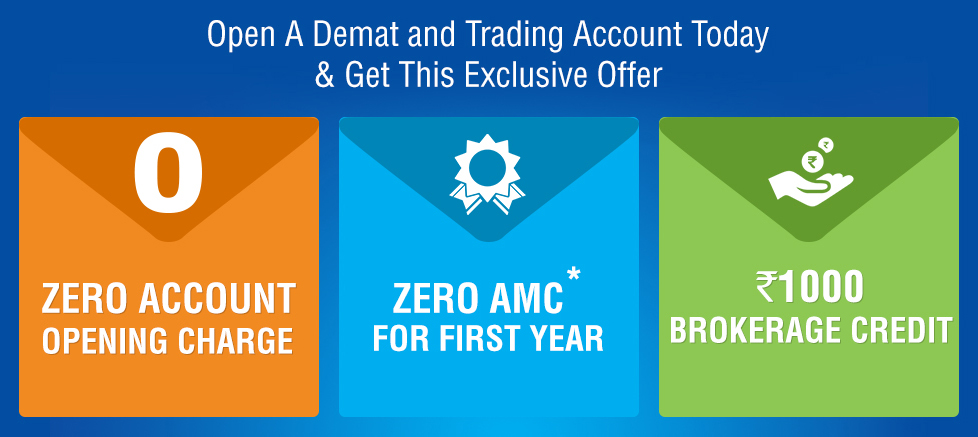 Open A Demat and Trading Account Today
& Get This Exclusive Offer
0
ZERO ACCOUNT
OPENING CHARGE
ZERO AMC*
FOR FIRST YEAR
₹ ₹
₹1000
BROKERAGE CREDIT